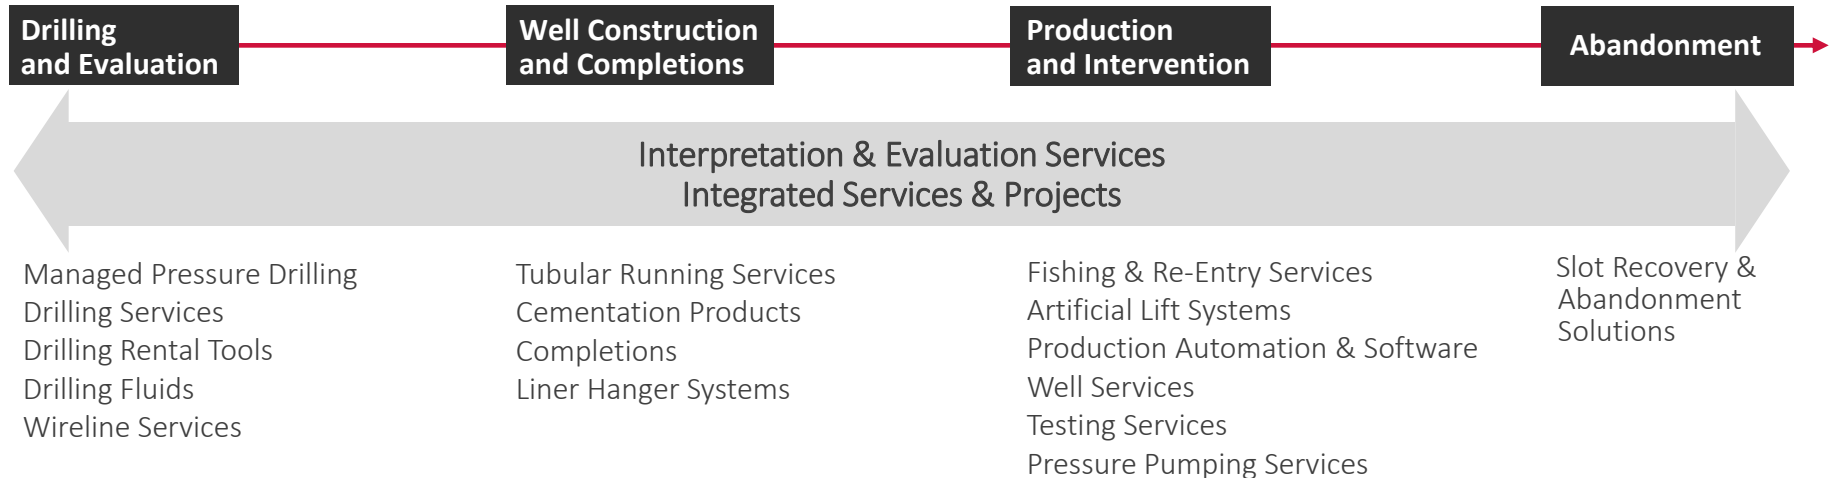 Drilling
and Evaluation
Well Construction
and Completions
Production
and Intervention
Abandonment
Interpretation & Evaluation Services
Integrated Services & Projects
Managed Pressure Drilling
Drilling Services
Drilling Rental Tools
Drilling Fluids
Wireline Services
Tubular Running Services
Cementation Products
Completions
Liner Hanger Systems
Fishing & Re-Entry Services
Artificial Lift Systems
Production Automation & Software
Well Services
Testing Services
Pressure Pumping Services
Slot Recovery &
Abandonment
Solutions